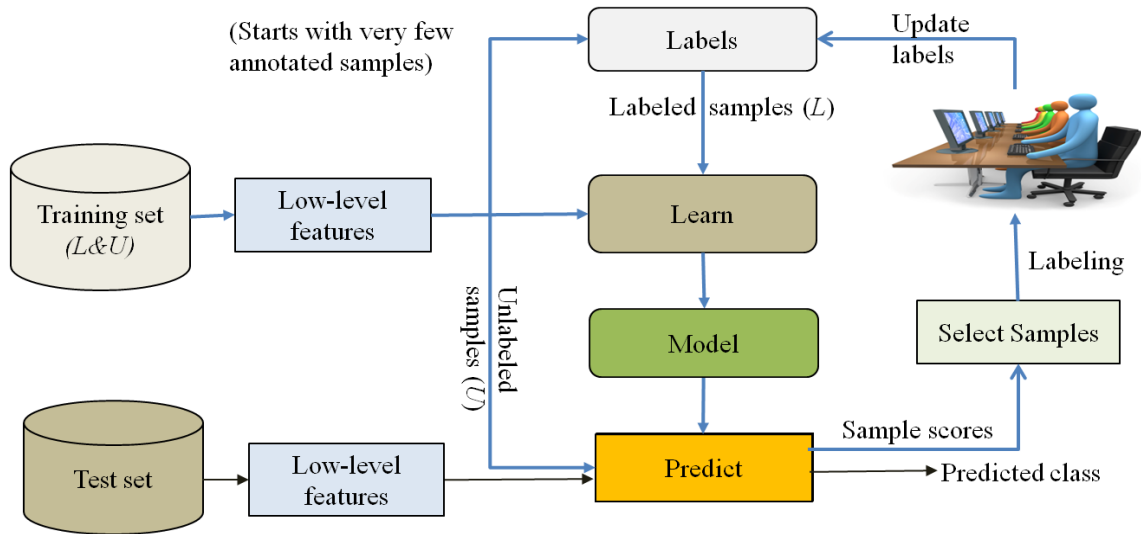 (Starts with very few
annotated samples)
Labels
Update
labels
Labeled samples (L)
Training set
(L&U)
Low-level
features
Learn
Labeling
Unlabeled
samples (U)
Model
Select Samples
Test set
Low-level
features
Predict
Sample scores
Predicted class